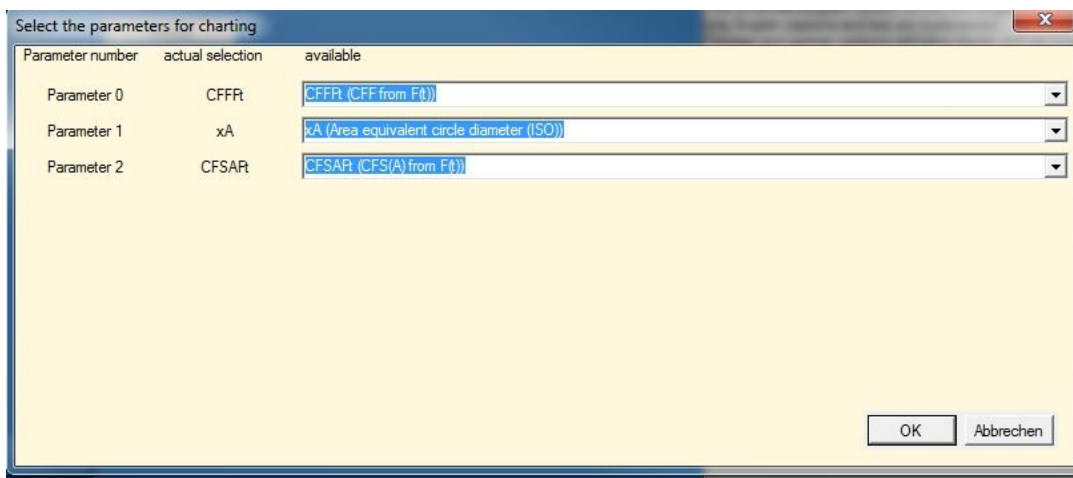 Select the parameters for charting
Parameter number actual selection available
Parameter 0 CFFFt CFFFt (CFF from F(t))
Parameter 1 xA xA (Area equivalent circle diameter (ISO))
Parameter 2 CFSAFt CFSAFt (CFS(A) from F(t))
OK Abbrechen